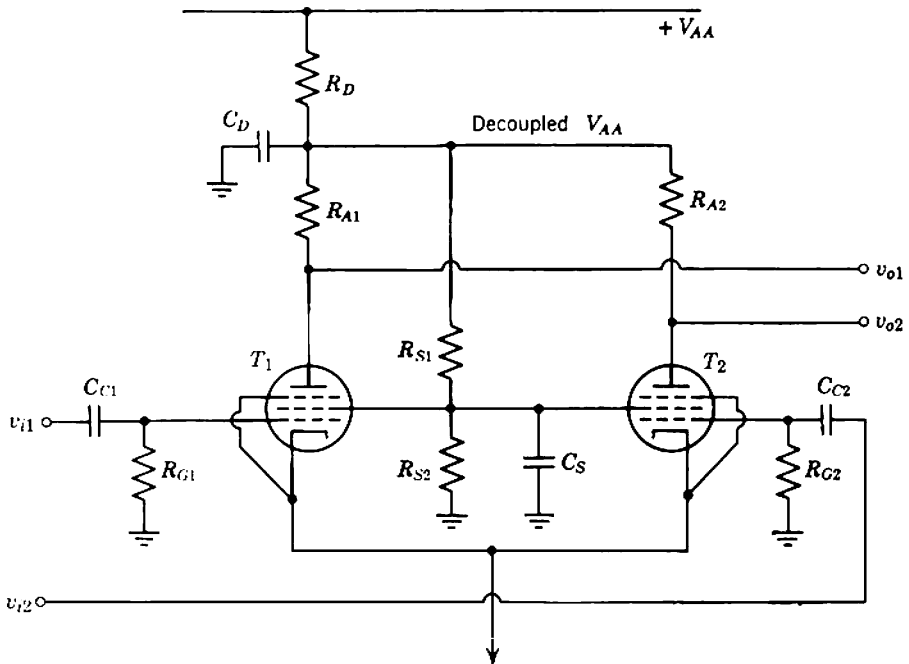 + V_AA
R_D
C_D
Decoupled V_AA
R_A1
R_A2
v_o1
v_o2
R_S1
T_1
T_2
C_C1
C_C2
v_i1
R_G1
R_S2
C_S
R_G2
v_i2